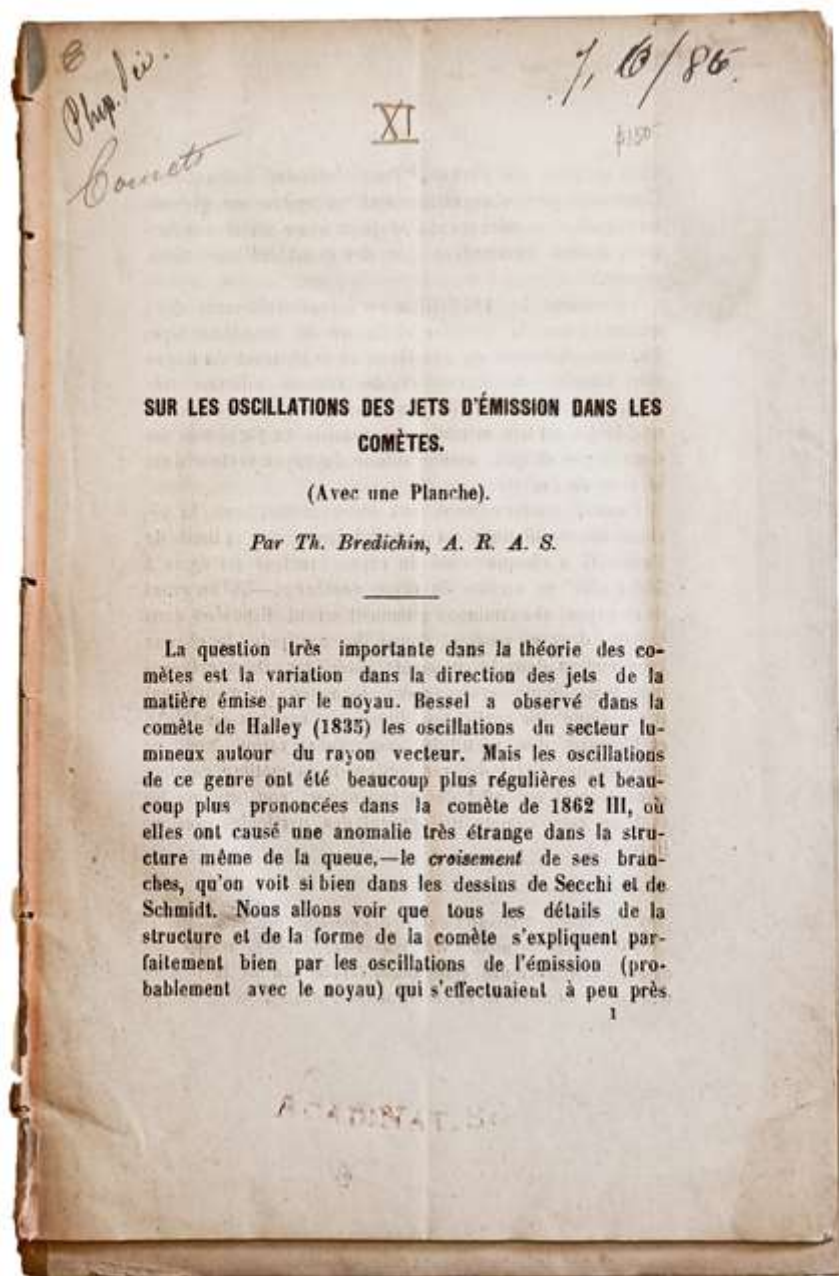 Phys. Div.
Comets
XI
SUR LES OSCILLATIONS DES JETS D'ÉMISSION DANS LES
COMÈTES.
(Avec une Planche).
Par Th. Bredichin, A. R. A. S.
La question très importante dans la théorie des co-
mètes est la variation dans la direction des jets de la
matière émise par le noyau. Bessel a observé dans la
comète de Halley (1835) les oscillations du secteur lu-
mineux autour du rayon vecteur. Mais les oscillations
de ce genre ont été beaucoup plus régulières et beau-
coup plus prononcées dans la comète de 1862 III, où
elles ont causé une anomalie très étrange dans la stru-
cture même de la queue,—le croisement de ses bran-
ches, qu'on voit si bien dans les dessins de Secchi et de
Schmidt. Nous allons voir que tous les détails de la
structure et de la forme de la comète s'expliquent par-
faitement bien par les oscillations de l'émission (pro-
bablement avec le noyau) qui s'effectuaient à peu près
1